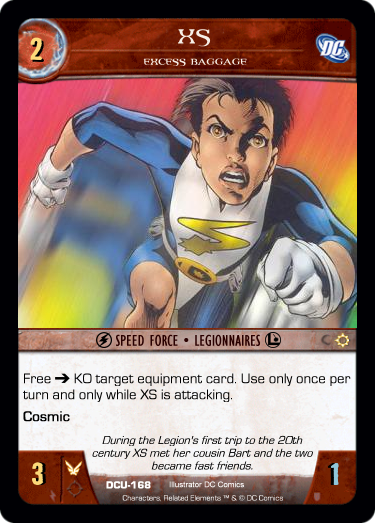 2
XS
DC
EXCESS BAGGAGE
SPEED FORCE • LEGIONNAIRES
Free ➔ KO target equipment card. Use only once per
turn and only while XS is attacking.
Cosmic
During the Legion's first trip to the 20th
century XS met her cousin Bart and the two
became fast friends.
3
1
DCU-168 Illustrator DC Comics
Characters, Related Elements ™ & © DC Comics